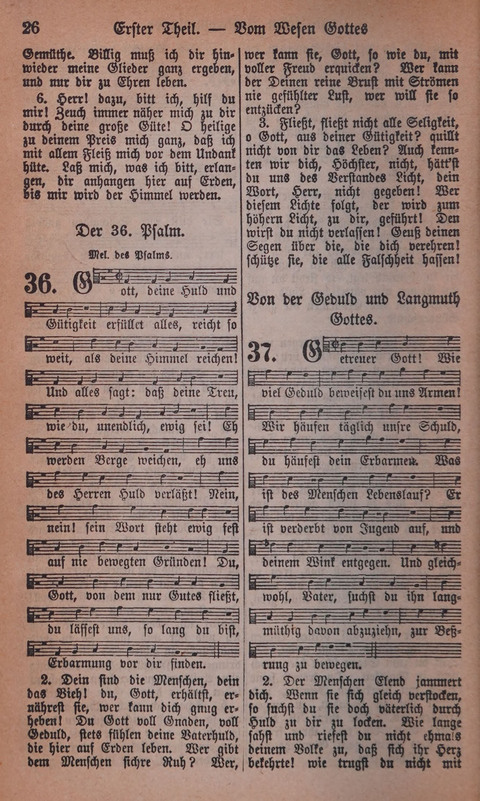 26 Erster Theil. — Vom Wesen Gottes
Gemüthe. Billig muß ich dir hin-
wieder meine Glieder ganz ergeben,
und nur dir zu Ehren leben.
6. Herr! dazu, bitt ich, hilf du
mir! Zeuch immer näher mich zu dir
durch deine große Güte! O heilige
zu deinem Preis mich ganz, daß ich
mit allem Fleiß mich vor dem Undank
hüte. Laß mich, was ich bitt, erlan-
gen, dir anhangen hier auf Erden,
bis mir wird der Himmel werden.
Der 36. Psalm.
Mel. des Psalms.
36. Gott, deine Huld und
Gütigkeit erfüllet alles, reicht so
weit, als deine Himmel reichen!
Und alles sagt: daß deine Treu,
wie du, unendlich, ewig sei! Eh
werden Berge weichen, eh uns
des Herren Huld verläßt! Nein,
nein! sein Wort steht ewig fest
auf nie bewegten Gründen! Du,
Gott, von dem nur Gutes fließt,
du lässest uns, so lang du bist,
Erbarmung vor dir finden.
2. Dein sind die Menschen, dein
das Vieh! du, Gott, erhältst, er-
nährest sie, wer kann dich gnug er-
heben! Du Gott voll Gnaden, voll
Geduld, stets fühlen deine Vaterhuld,
die hier auf Erden leben. Wer gibt
dem Menschen sichre Ruh? Wer,
wer kann sie, Gott, so wie du, mit
voller Freud erquicken? Wer kann
der Deinen reine Brust mit Strömen
nie gefühlter Lust, wer will sie so
entzücken?
3. Fließt, fließt nicht alle Seligkeit,
o Gott, aus deiner Gütigkeit? quillt
nicht von dir das Leben? Auch kenn-
ten wir dich, Höchster, nicht, hätt'st
du uns des Verstandes Licht, dein
Wort, Herr, nicht gegeben! Wer
diesem Lichte folgt, der wird zum
höhern Licht, zu dir, geführt! Den
wirst du nicht verlassen! Geuß deinen
Segen über die, die dich verehren!
schütze sie, die alle Falschheit hassen!
Von der Geduld und Langmuth
Gottes.
37. Getreuer Gott! Wie
viel Geduld beweisest du uns Armen!
Wir häufen täglich unsre Schuld,
du häufest dein Erbarmen. Was
ist des Menschen Lebenslauf? Er
ist verderbt von Jugend auf, und
deinem Wink entgegen. Und gleich-
wohl, Vater, suchst du ihn lang-
müthig davon abzuziehn, zur Beß-
rung zu bewegen.
2. Der Menschen Elend jammert
dich. Wenn sie sich gleich verstocken,
so suchst du sie doch väterlich durch
Huld zu dir zu locken. Wie lange
sahst und riefest du nicht ehmals
deinem Volke zu, daß sich ihr Herz
bekehrte! wie trugst du nicht mit